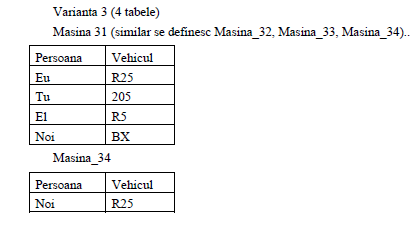 Varianta 3 (4 tabele)
Masina 31 (similar se definesc Masina_32, Masina_33, Masina_34)..
Persoana Vehicul
Eu R25
Tu 205
El R5
Noi BX
Masina_34
Persoana Vehicul
Noi R25